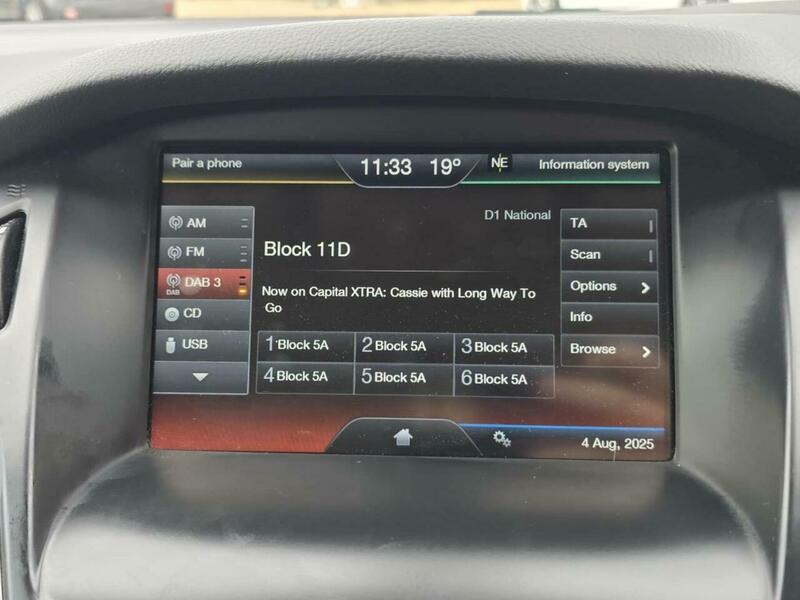 Pair a phone
11:33 19°
NE
Information system
AM
FM
DAB 3
DAB
CD
USB
D1 National
Block 11D
Now on Capital XTRA: Cassie with Long Way To
Go
1 Block 5A
2 Block 5A
3 Block 5A
4 Block 5A
5 Block 5A
6 Block 5A
TA
Scan
Options
Info
Browse
4 Aug, 2025